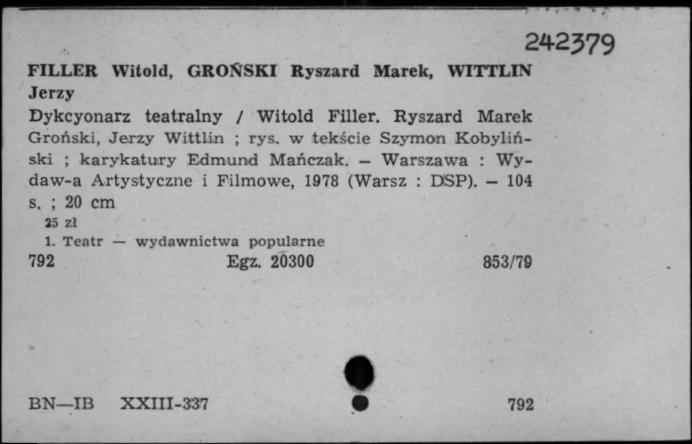 242379
FILLER Witold, GROŃSKI Ryszard Marek, WITTLIN
Jerzy
Dykcyonarz teatralny / Witold Filler. Ryszard Marek
Groński, Jerzy Wittlin ; rys. w tekście Szymon Kobyliń-
ski ; karykatury Edmund Mańczak. — Warszawa : Wy-
daw-a Artystyczne i Filmowe, 1978 (Warsz : DSP). — 104
s. ; 20 cm
25 zł
1. Teatr — wydawnictwa popularne
792 Egz. 20300 853/79
BN—IB XXIII-337 792